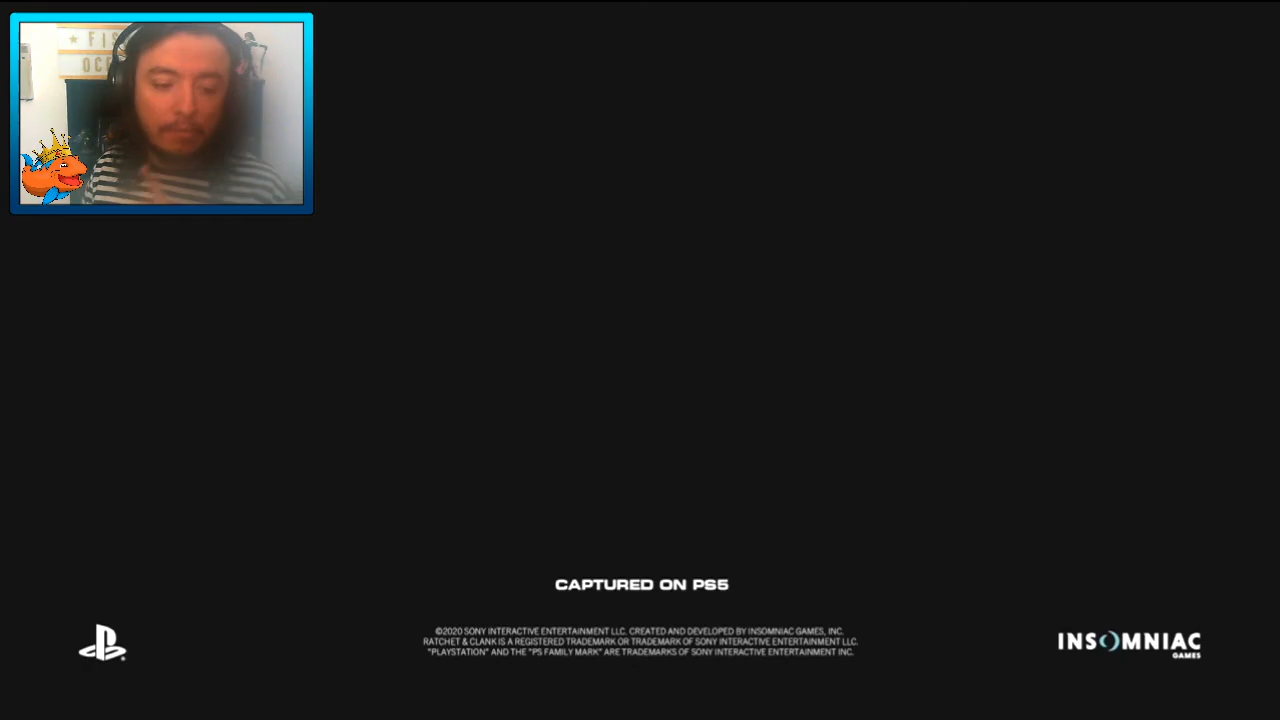 ★ FIS
OCE
CAPTURED ON PS5
©2020 SONY INTERACTIVE ENTERTAINMENT LLC. CREATED AND DEVELOPED BY INSOMNIAC GAMES, INC.
RATCHET & CLANK IS A REGISTERED TRADEMARK OR TRADEMARK OF SONY INTERACTIVE ENTERTAINMENT LLC.
"PLAYSTATION" AND THE "PS FAMILY MARK" ARE TRADEMARKS OF SONY INTERACTIVE ENTERTAINMENT INC.
INSOMNIAC
GAMES